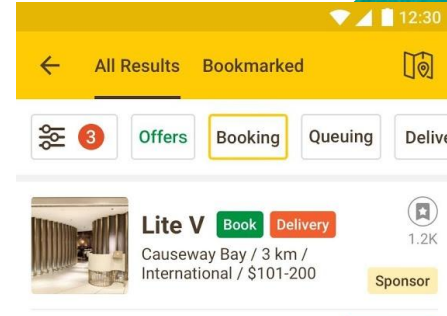 12:30
All Results Bookmarked
3 Offers Booking Queuing
Lite V Book Delivery
1.2K
Causeway Bay / 3 km /
International / $101-200
Sponsor